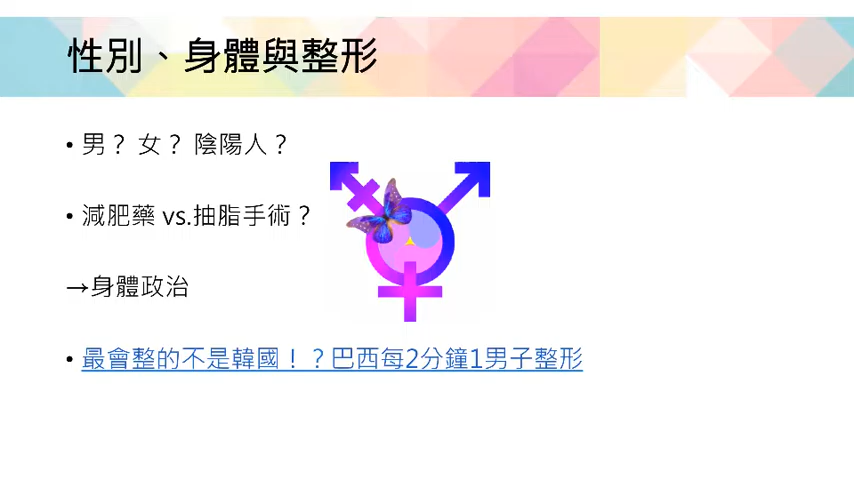 性別、身體與整形
• 男？ 女？ 陰陽人？
• 減肥藥 vs.抽脂手術？
→身體政治
• 最會整的不是韓國！？巴西每2分鐘1男子整形